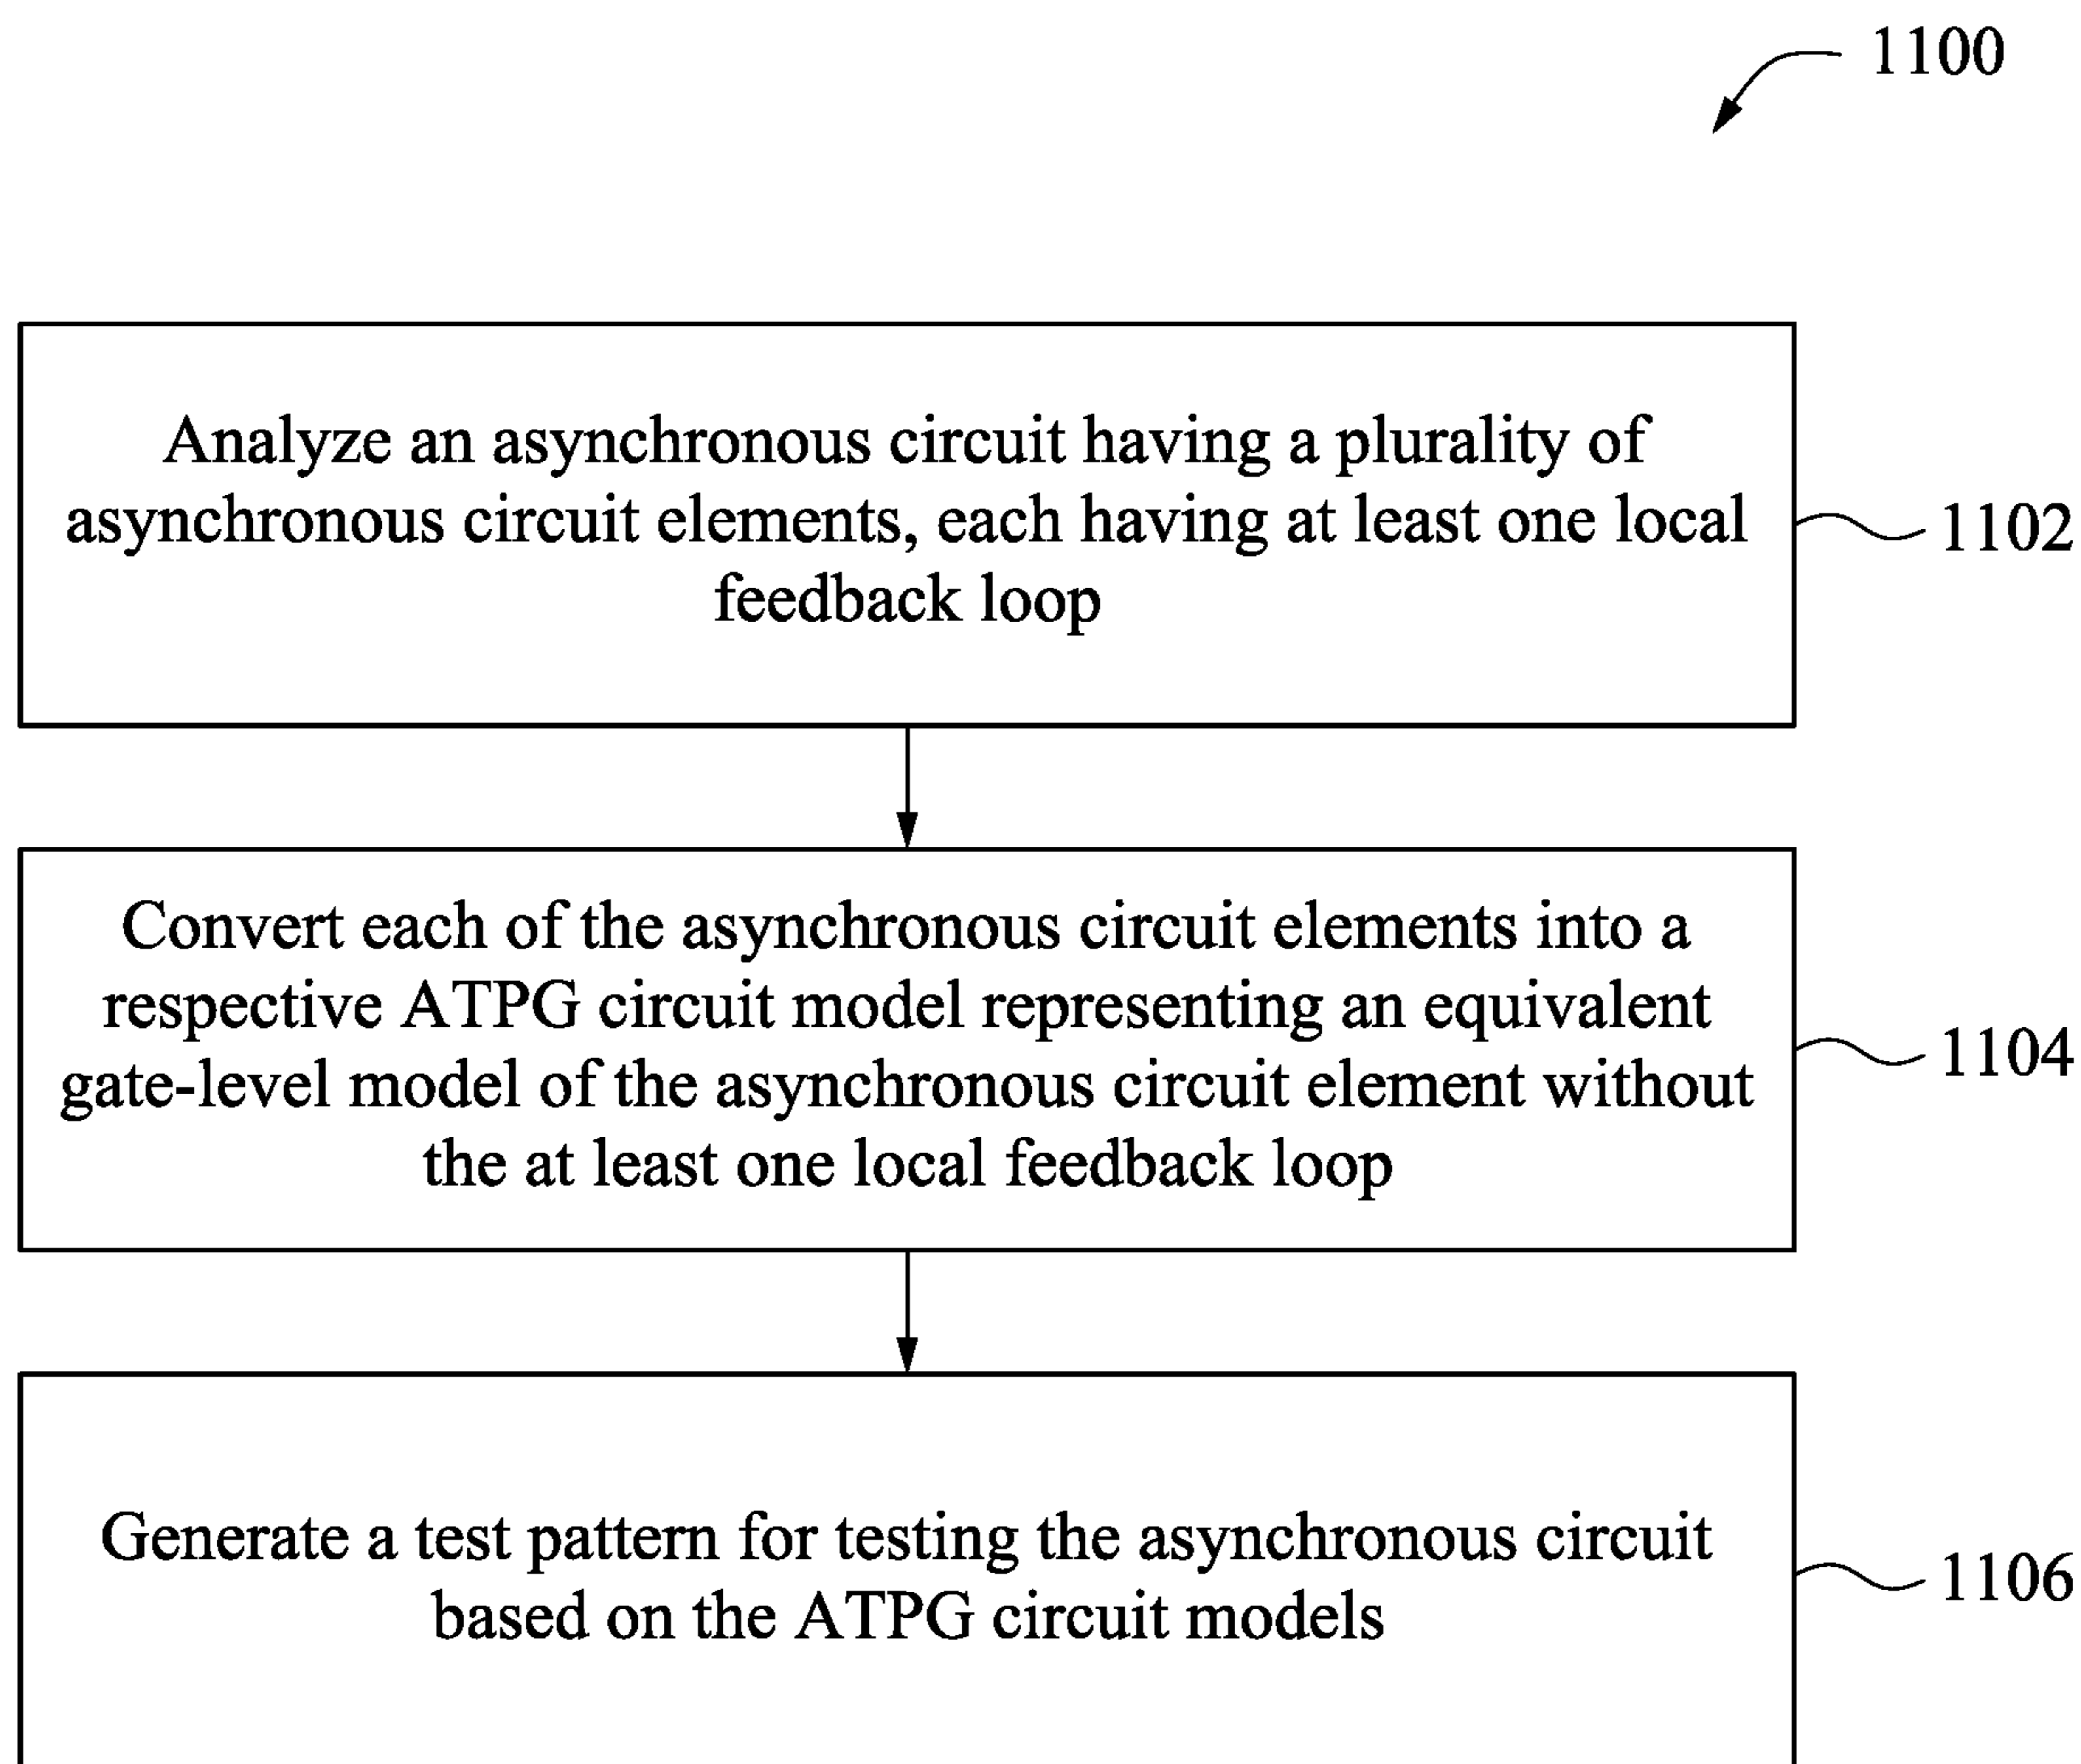 1100
Analyze an asynchronous circuit having a plurality of
asynchronous circuit elements, each having at least one local
feedback loop
1102
Convert each of the asynchronous circuit elements into a
respective ATPG circuit model representing an equivalent
gate-level model of the asynchronous circuit element without
the at least one local feedback loop
1104
Generate a test pattern for testing the asynchronous circuit
based on the ATPG circuit models
1106